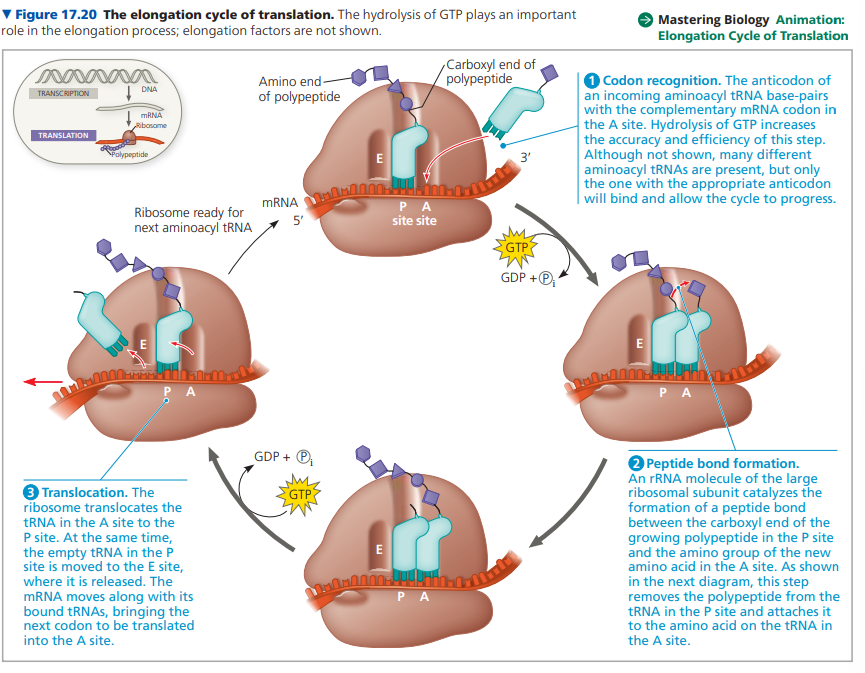 ▼ Figure 17.20 The elongation cycle of translation. The hydrolysis of GTP plays an important
role in the elongation process; elongation factors are not shown.
Mastering Biology Animation:
Elongation Cycle of Translation
TRANSCRIPTION
DNA
mRNA
Ribosome
TRANSLATION
Polypeptide
Amino end
of polypeptide
Carboxyl end of
polypeptide
E
3′
mRNA
5′
P A
site site
1 Codon recognition. The anticodon of
an incoming aminoacyl tRNA base-pairs
with the complementary mRNA codon in
the A site. Hydrolysis of GTP increases
the accuracy and efficiency of this step.
Although not shown, many different
aminoacyl tRNAs are present, but only
the one with the appropriate anticodon
will bind and allow the cycle to progress.
GTP
GDP + Pi
E
P A
2 Peptide bond formation.
An rRNA molecule of the large
ribosomal subunit catalyzes the
formation of a peptide bond
between the carboxyl end of the
growing polypeptide in the P site
and the amino group of the new
amino acid in the A site. As shown
in the next diagram, this step
removes the polypeptide from the
tRNA in the P site and attaches it
to the amino acid on the tRNA in
the A site.
E
P A
GDP + Pi
GTP
3 Translocation. The
ribosome translocates the
tRNA in the A site to the
P site. At the same time,
the empty tRNA in the P
site is moved to the E site,
where it is released. The
mRNA moves along with its
bound tRNAs, bringing the
next codon to be translated
into the A site.
E
P A
Ribosome ready for
next aminoacyl tRNA